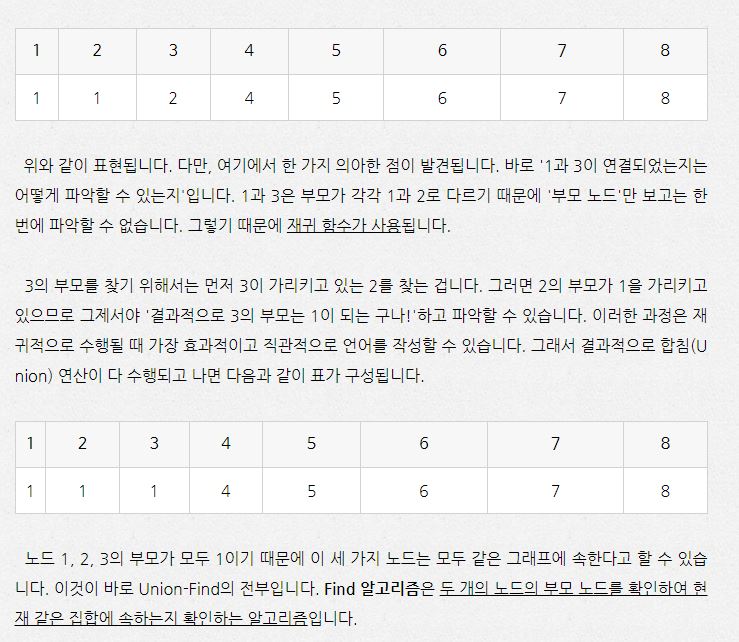 1 2 3 4 5 6 7 8
1 1 2 4 5 6 7 8
위와 같이 표현됩니다. 다만, 여기에서 한 가지 의아한 점이 발견됩니다. 바로 '1과 3이 연결되었는지는
어떻게 파악할 수 있는지'입니다. 1과 3은 부모가 각각 1과 2로 다르기 때문에 '부모 노드'만 보고는 한
번에 파악할 수 없습니다. 그렇기 때문에 재귀 함수가 사용됩니다.
3의 부모를 찾기 위해서는 먼저 3이 가리키고 있는 2를 찾는 겁니다. 그러면 2의 부모가 1을 가리키고
있으므로 그제서야 '결과적으로 3의 부모는 1이 되는 구나!'하고 파악할 수 있습니다. 이러한 과정은 재
귀적으로 수행될 때 가장 효과적이고 직관적으로 언어를 작성할 수 있습니다. 그래서 결과적으로 합침(U
nion) 연산이 다 수행되고 나면 다음과 같이 표가 구성됩니다.
1 2 3 4 5 6 7 8
1 1 1 4 5 6 7 8
노드 1, 2, 3의 부모가 모두 1이기 때문에 이 세 가지 노드는 모두 같은 그래프에 속한다고 할 수 있습
니다. 이것이 바로 Union-Find의 전부입니다. Find 알고리즘은 두 개의 노드의 부모 노드를 확인하여 현
재 같은 집합에 속하는지 확인하는 알고리즘입니다.